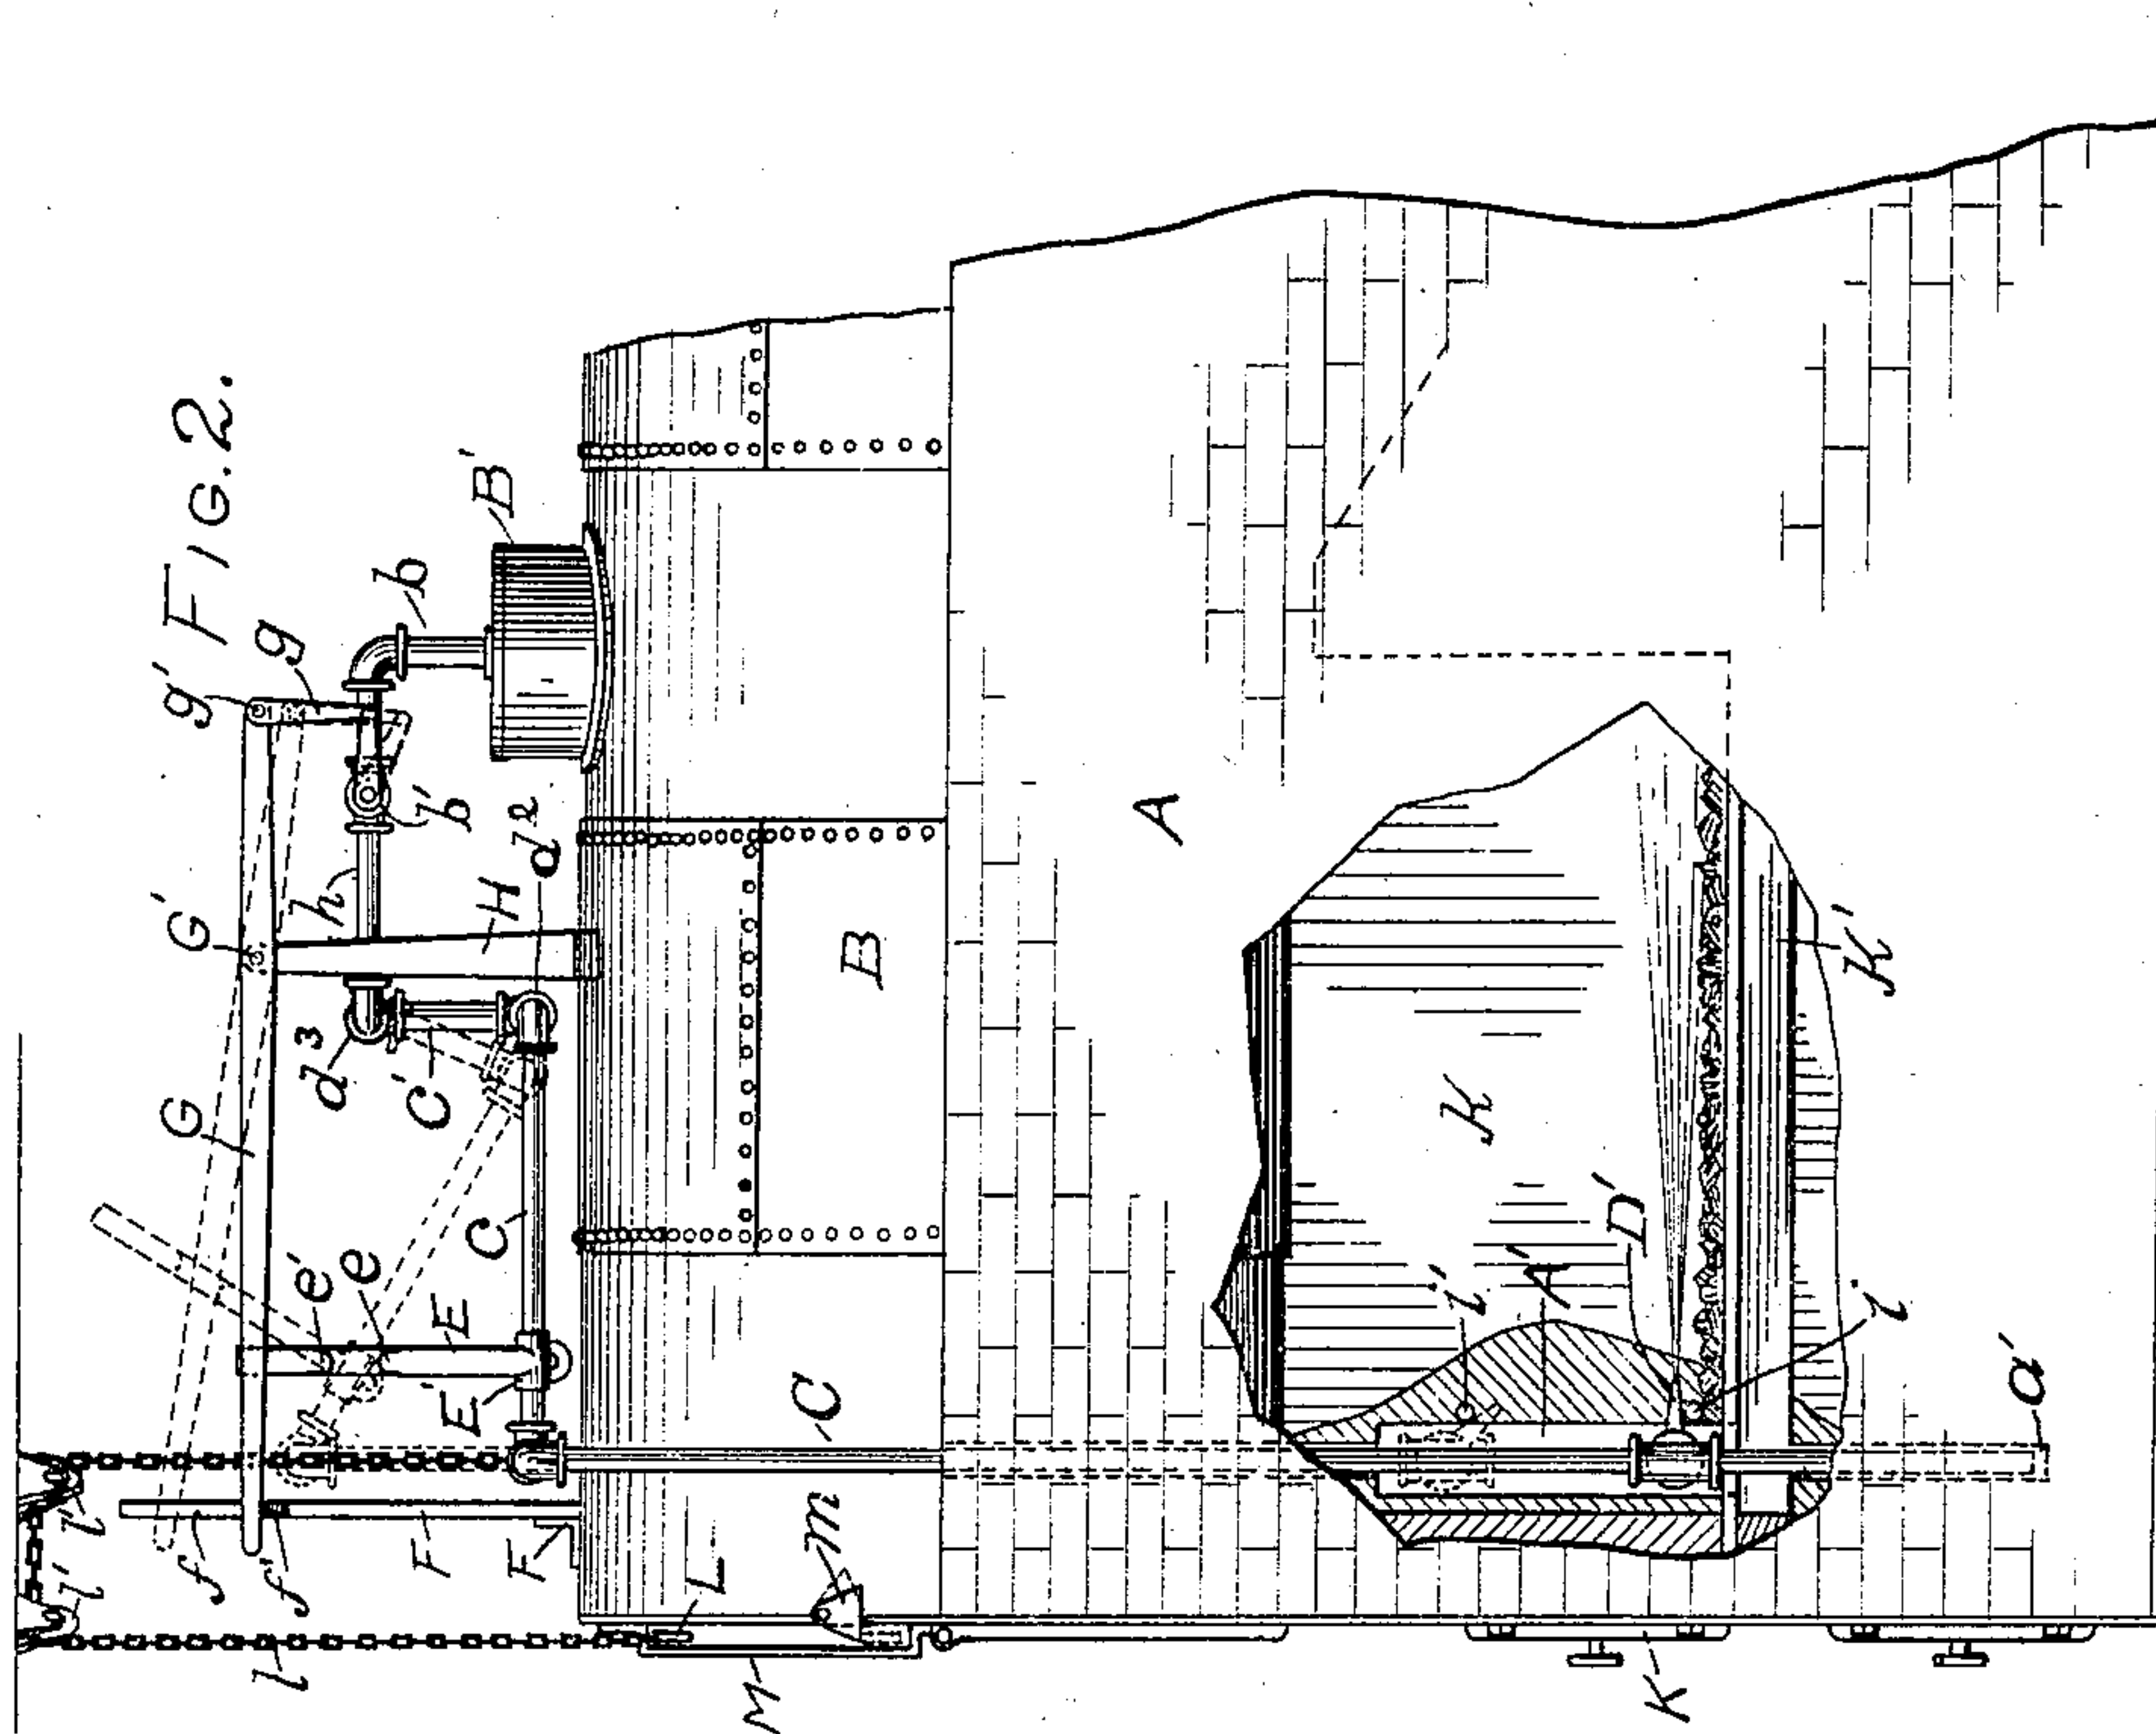 FIG. 2.
g'
g
B'
b
b'
G'
h
H
d²
d³
C'
G
C
e'
e
E
E'
B
A
C
f
f'
F
F
l'
l'
l
L
m
M
K
K'
D'
i'
A'
i
a'
K